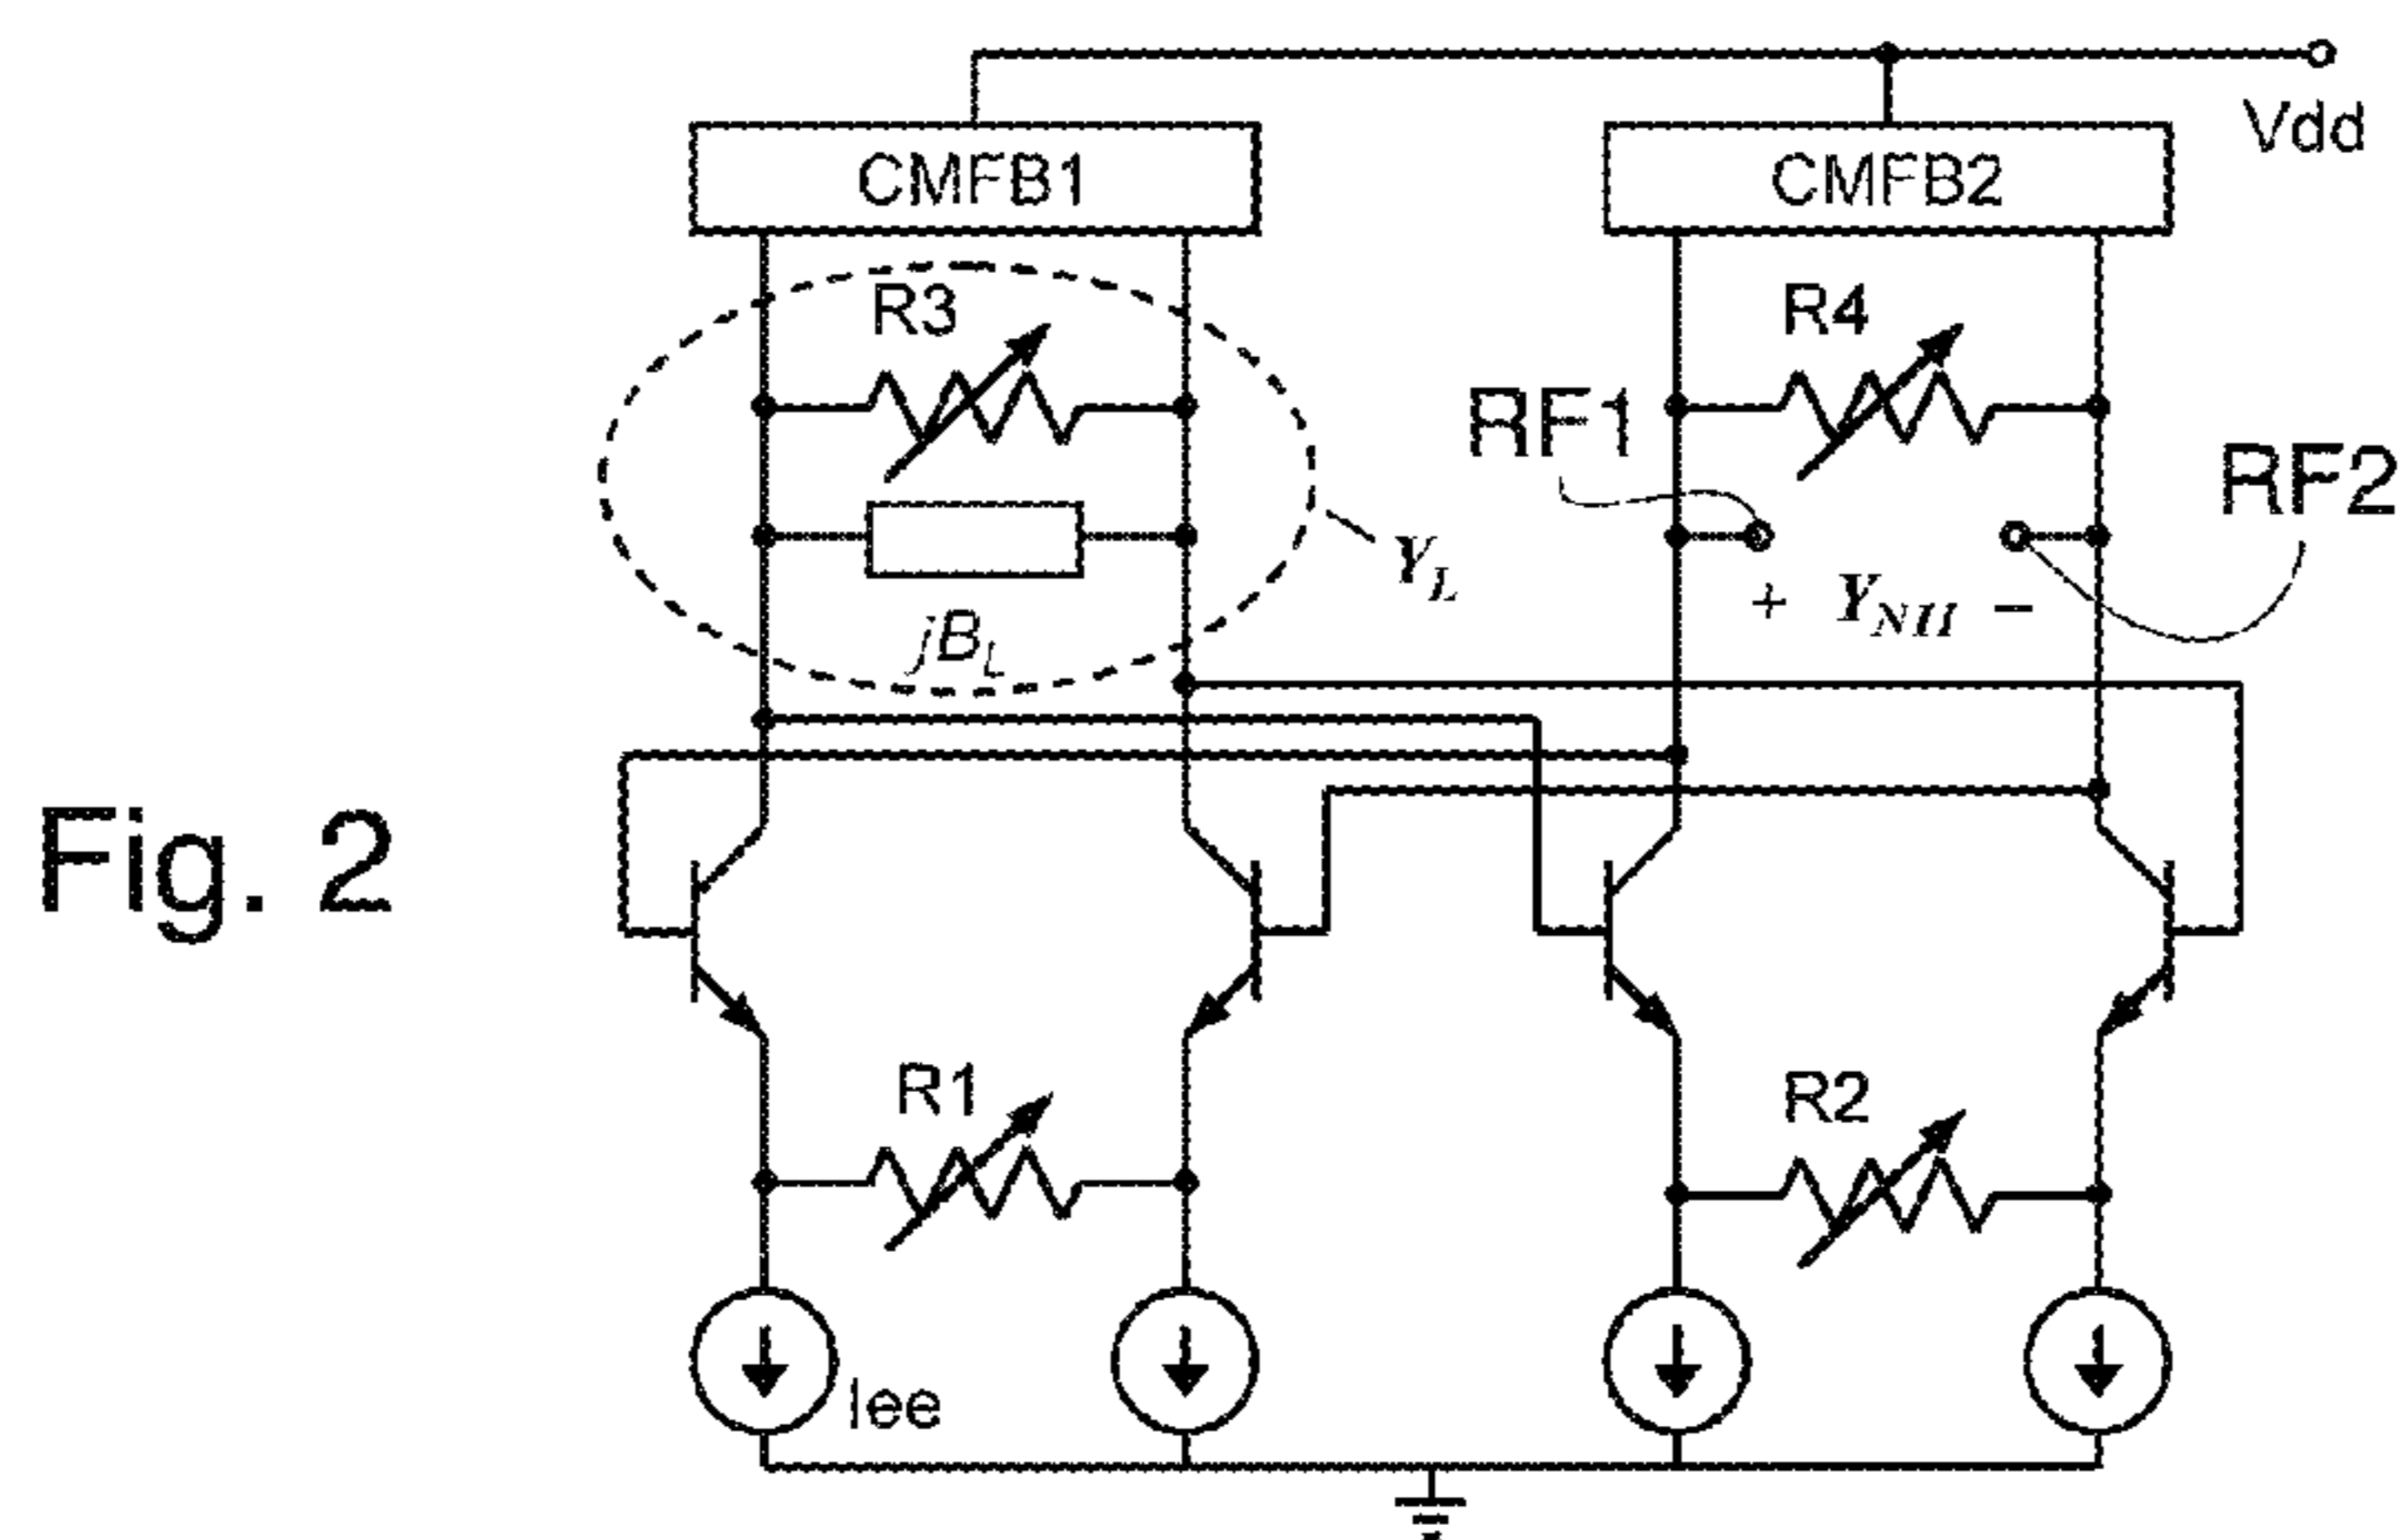 Vdd
CMFB1
CMFB2
R3
R4
RF1
RF2
Y_L
+ Y_NII −
jB_L
Fig. 2
R1
R2
Iee